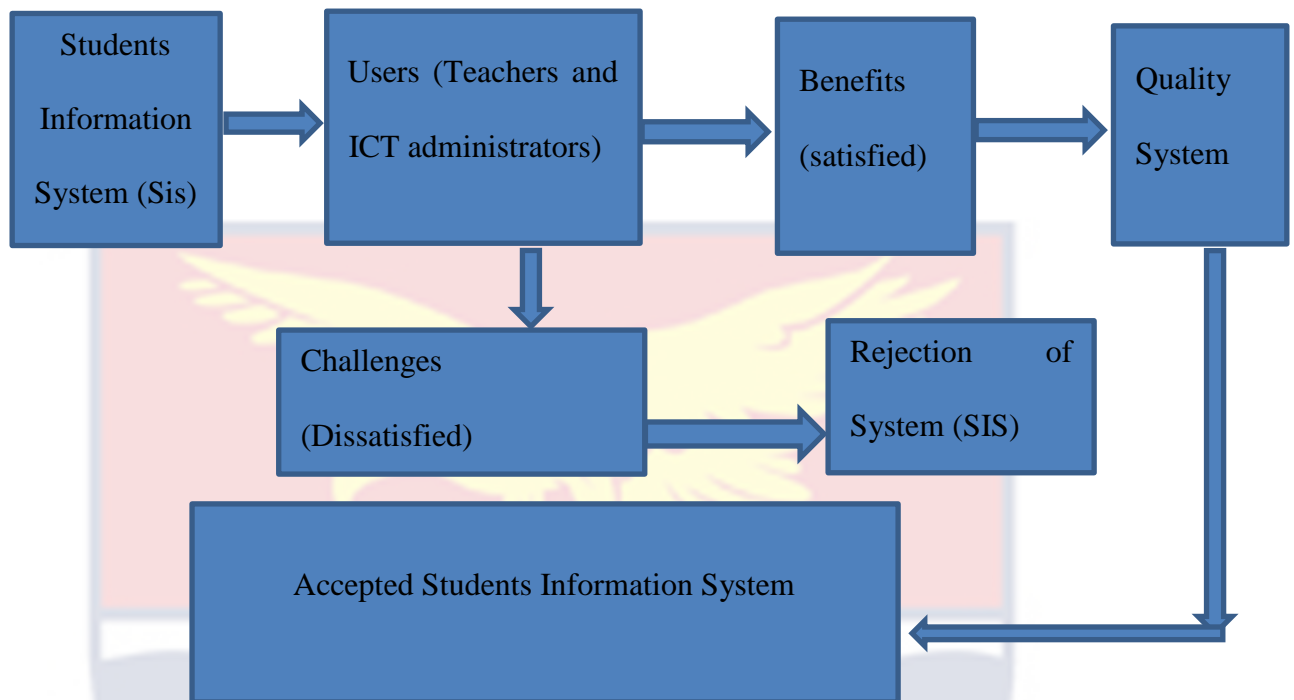 Students
Information
System (Sis)
Users (Teachers and
ICT administrators)
Benefits
(satisfied)
Quality
System
Challenges
(Dissatisfied)
Rejection of
System (SIS)
Accepted Students Information System